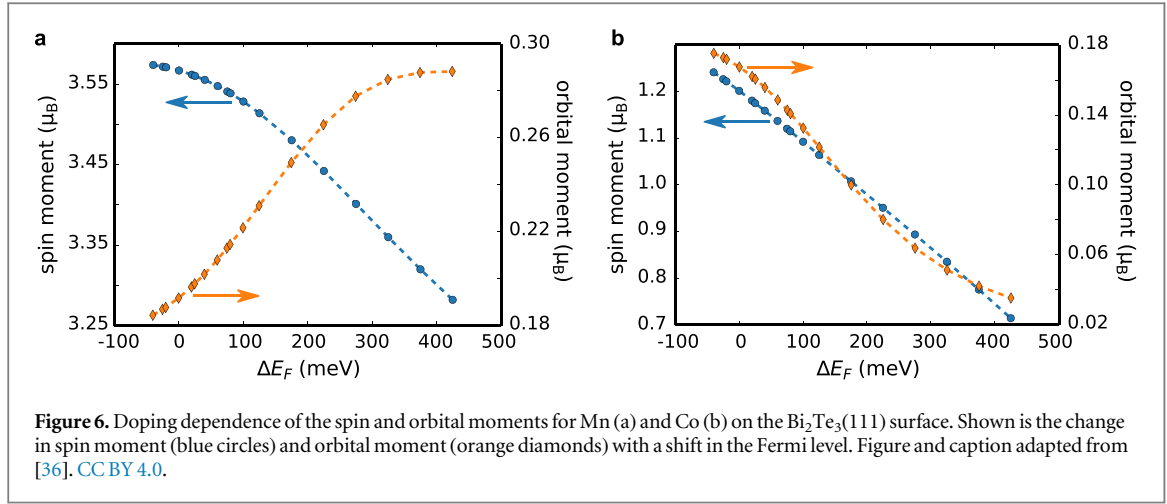 a
b
0.30
0.26
0.22
0.18
3.55
3.45
3.35
3.25
-100 0 100 200 300 400 500
spin moment (μB)
orbital moment (μB)
ΔEF (meV)
1.2
1.1
1.0
0.9
0.8
0.7
0.18
0.14
0.10
0.06
0.02
-100 0 100 200 300 400 500
spin moment (μB)
orbital moment (μB)
ΔEF (meV)
Figure 6. Doping dependence of the spin and orbital moments for Mn (a) and Co (b) on the Bi2Te3(111) surface. Shown is the change
in spin moment (blue circles) and orbital moment (orange diamonds) with a shift in the Fermi level. Figure and caption adapted from
[36]. CC BY 4.0.